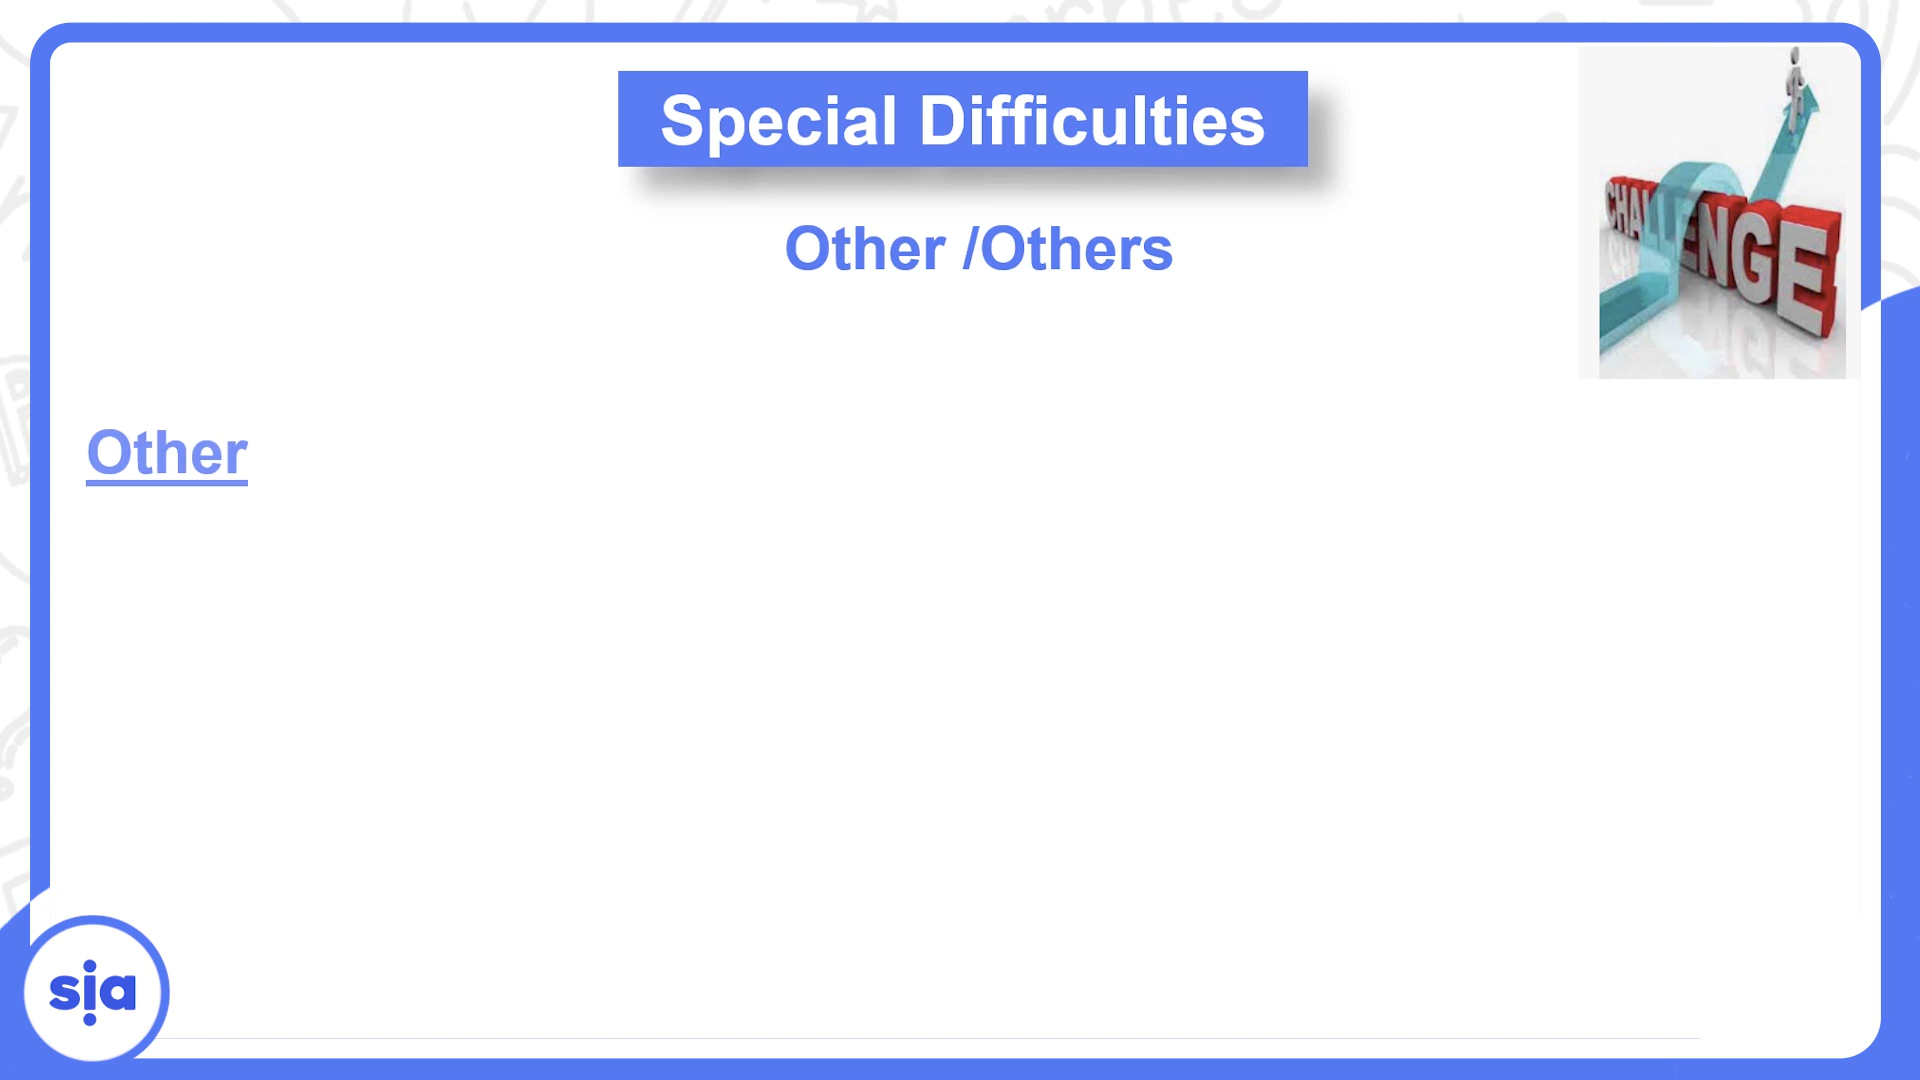 Special Difficulties
Other /Others
CHALLENGE
Other
sia